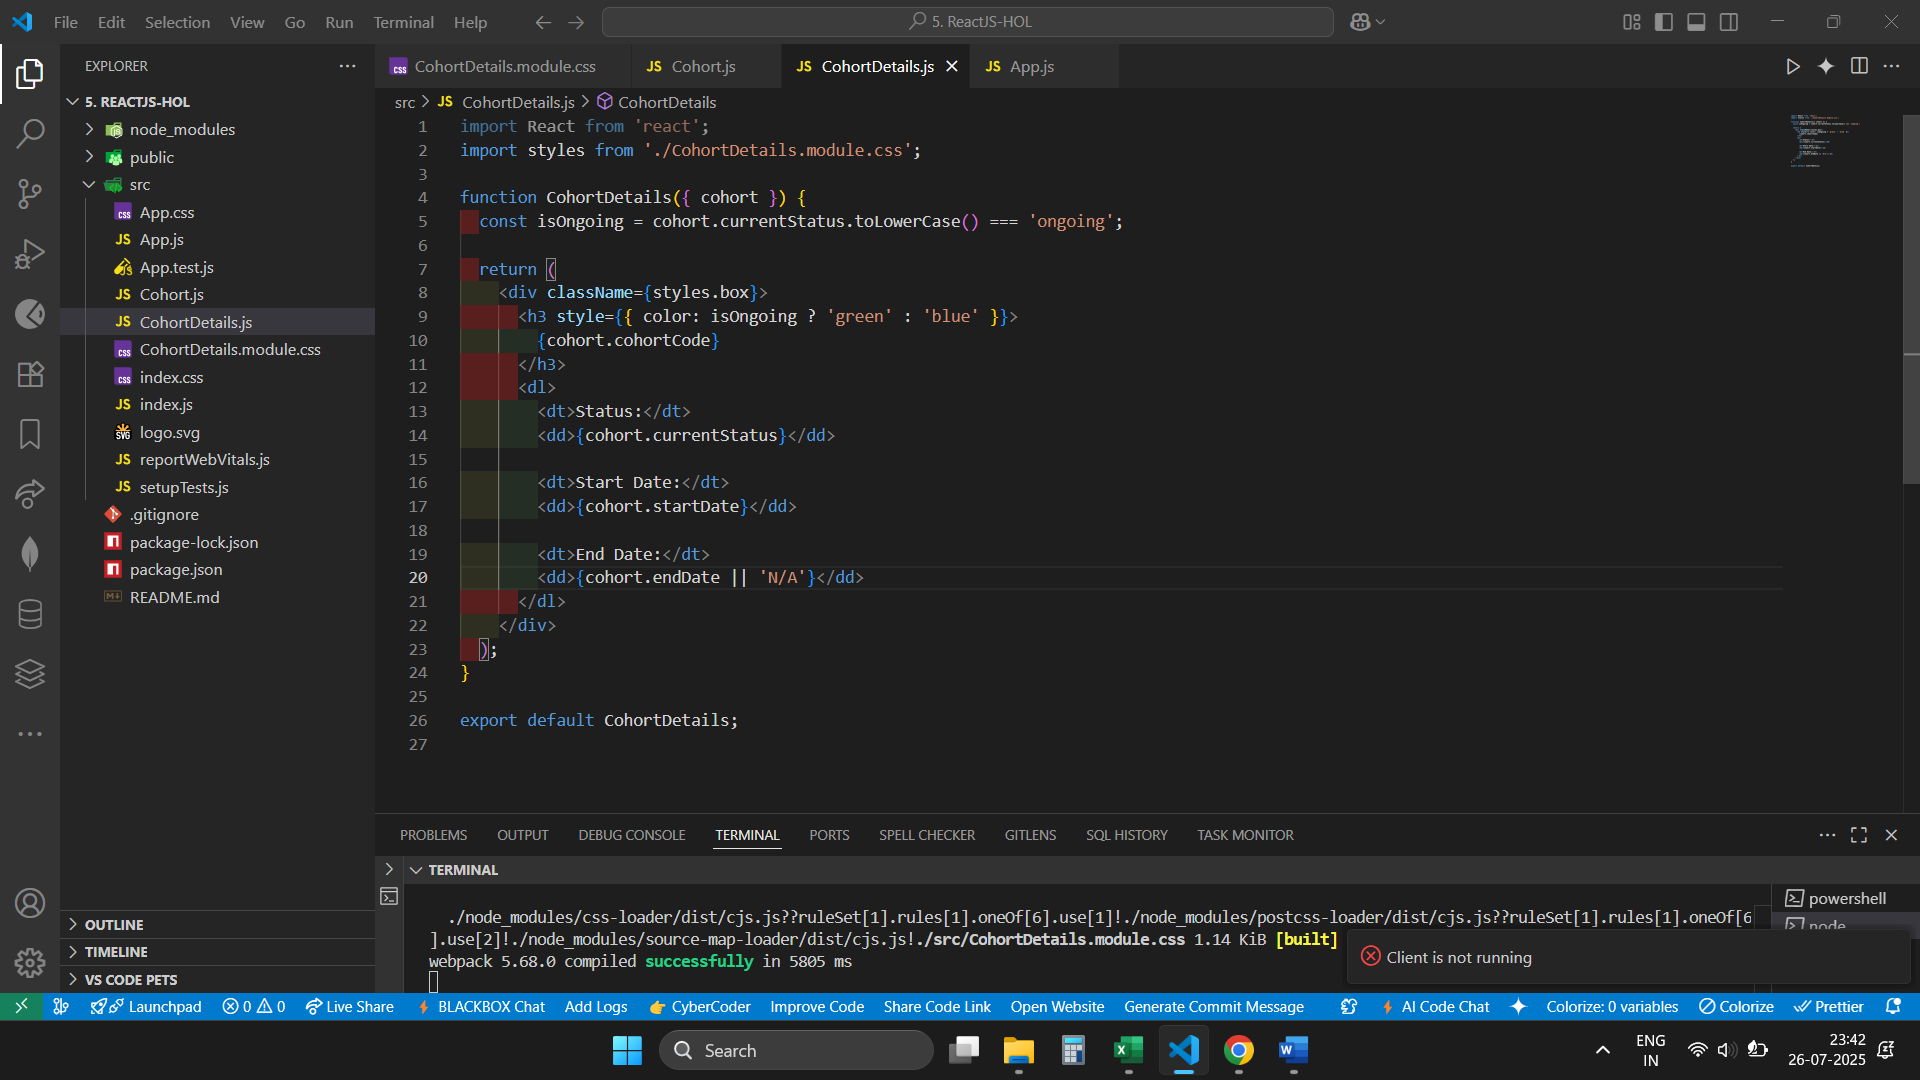 File Edit Selection View Go Run Terminal Help
5. ReactJS-HOL
EXPLORER
5. REACTJS-HOL
node_modules
public
src
App.css
App.js
App.test.js
Cohort.js
CohortDetails.js
CohortDetails.module.css
index.css
index.js
logo.svg
reportWebVitals.js
setupTests.js
.gitignore
package-lock.json
package.json
README.md
OUTLINE
TIMELINE
VS CODE PETS
CohortDetails.module.css Cohort.js CohortDetails.js App.js
src > CohortDetails.js > CohortDetails
1 import React from 'react';
2 import styles from './CohortDetails.module.css';
3
4 function CohortDetails({ cohort }) {
5 const isOngoing = cohort.currentStatus.toLowerCase() === 'ongoing';
6
7 return (
8 <div className={styles.box}>
9 <h3 style={{ color: isOngoing ? 'green' : 'blue' }}>
10 {cohort.cohortCode}
11 </h3>
12 <dl>
13 <dt>Status:</dt>
14 <dd>{cohort.currentStatus}</dd>
15
16 <dt>Start Date:</dt>
17 <dd>{cohort.startDate}</dd>
18
19 <dt>End Date:</dt>
20 <dd>{cohort.endDate || 'N/A'}</dd>
21 </dl>
22 </div>
23 );
24 }
25
26 export default CohortDetails;
27
PROBLEMS OUTPUT DEBUG CONSOLE TERMINAL PORTS SPELL CHECKER GITLENS SQL HISTORY TASK MONITOR
TERMINAL
./node_modules/css-loader/dist/cjs.js??ruleSet[1].rules[1].oneOf[6].use[1]!./node_modules/postcss-loader/dist/cjs.js??ruleSet[1].rules[1].oneOf[6
].use[2]!./node_modules/source-map-loader/dist/cjs.js!./src/CohortDetails.module.css 1.14 KiB [built]
webpack 5.68.0 compiled successfully in 5805 ms
powershell
node
Client is not running
Launchpad 0 0 Live Share BLACKBOX Chat Add Logs CyberCoder Improve Code Share Code Link Open Website Generate Commit Message AI Code Chat Colorize: 0 variables Colorize Prettier
Search
ENG
IN
23:42
26-07-2025